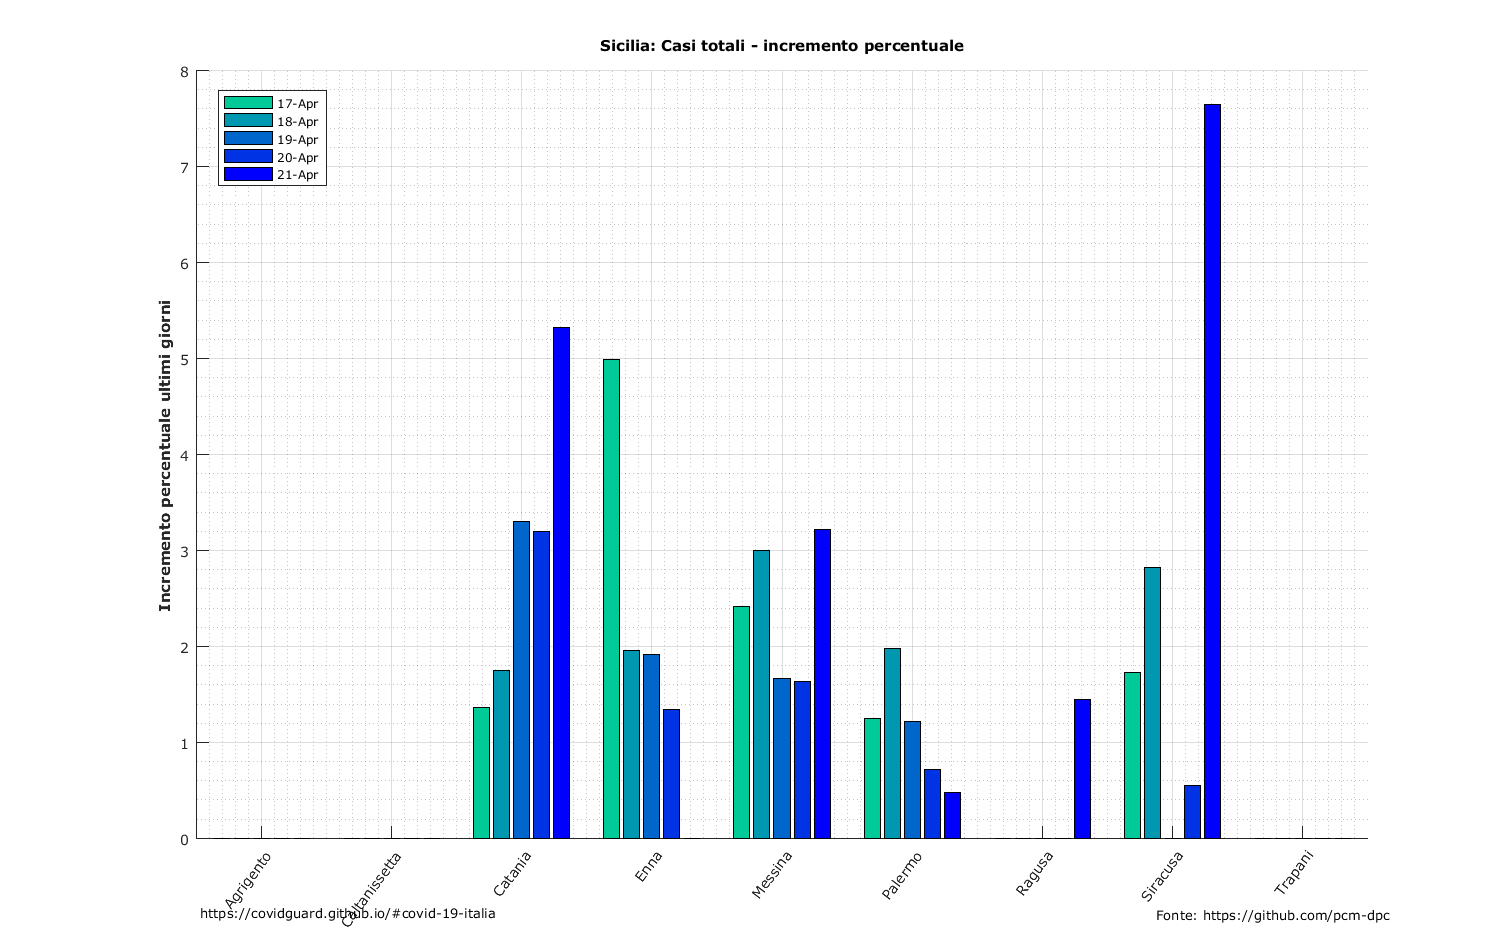 Sicilia: Casi totali - incremento percentuale
8
7
6
5
4
3
2
1
0
Incremento percentuale ultimi giorni
17-Apr
18-Apr
19-Apr
20-Apr
21-Apr
Agrigento
Caltanissetta
Catania
Enna
Messina
Palermo
Ragusa
Siracusa
Trapani
https://covidguard.github.io/#covid-19-italia
Fonte: https://github.com/pcm-dpc